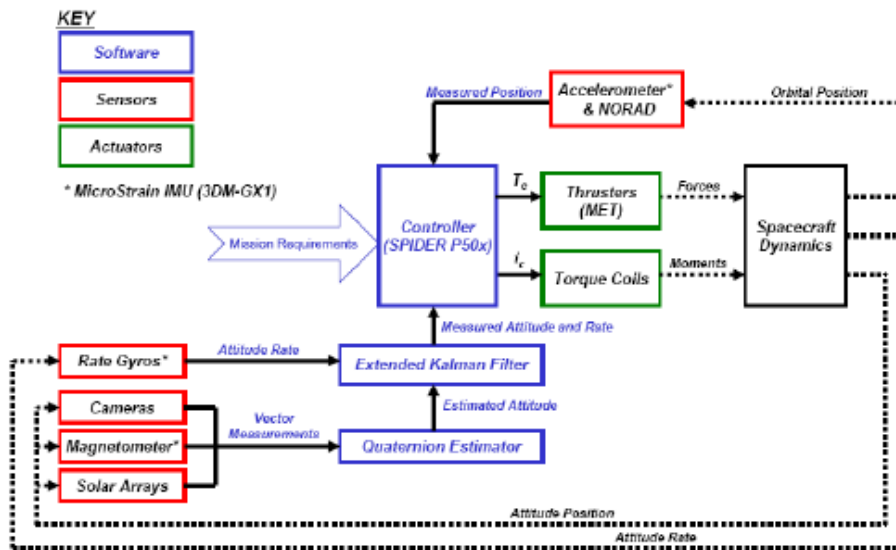 KEY
Software
Sensors
Actuators
* MicroStrain IMU (3DM-GX1)
Measured Position
Accelerometer*
& NORAD
Orbital Position
Mission Requirements
Controller
(SPIDER P50x)
Tc
Thrusters
(MET)
Forces
Spacecraft
Dynamics
ic
Torque Coils
Moments
Measured Attitude and Rate
Rate Gyros*
Attitude Rate
Extended Kalman Filter
Estimated Attitude
Cameras
Vector
Measurements
Magnetometer*
Quaternion Estimator
Solar Arrays
Attitude Position
Attitude Rate